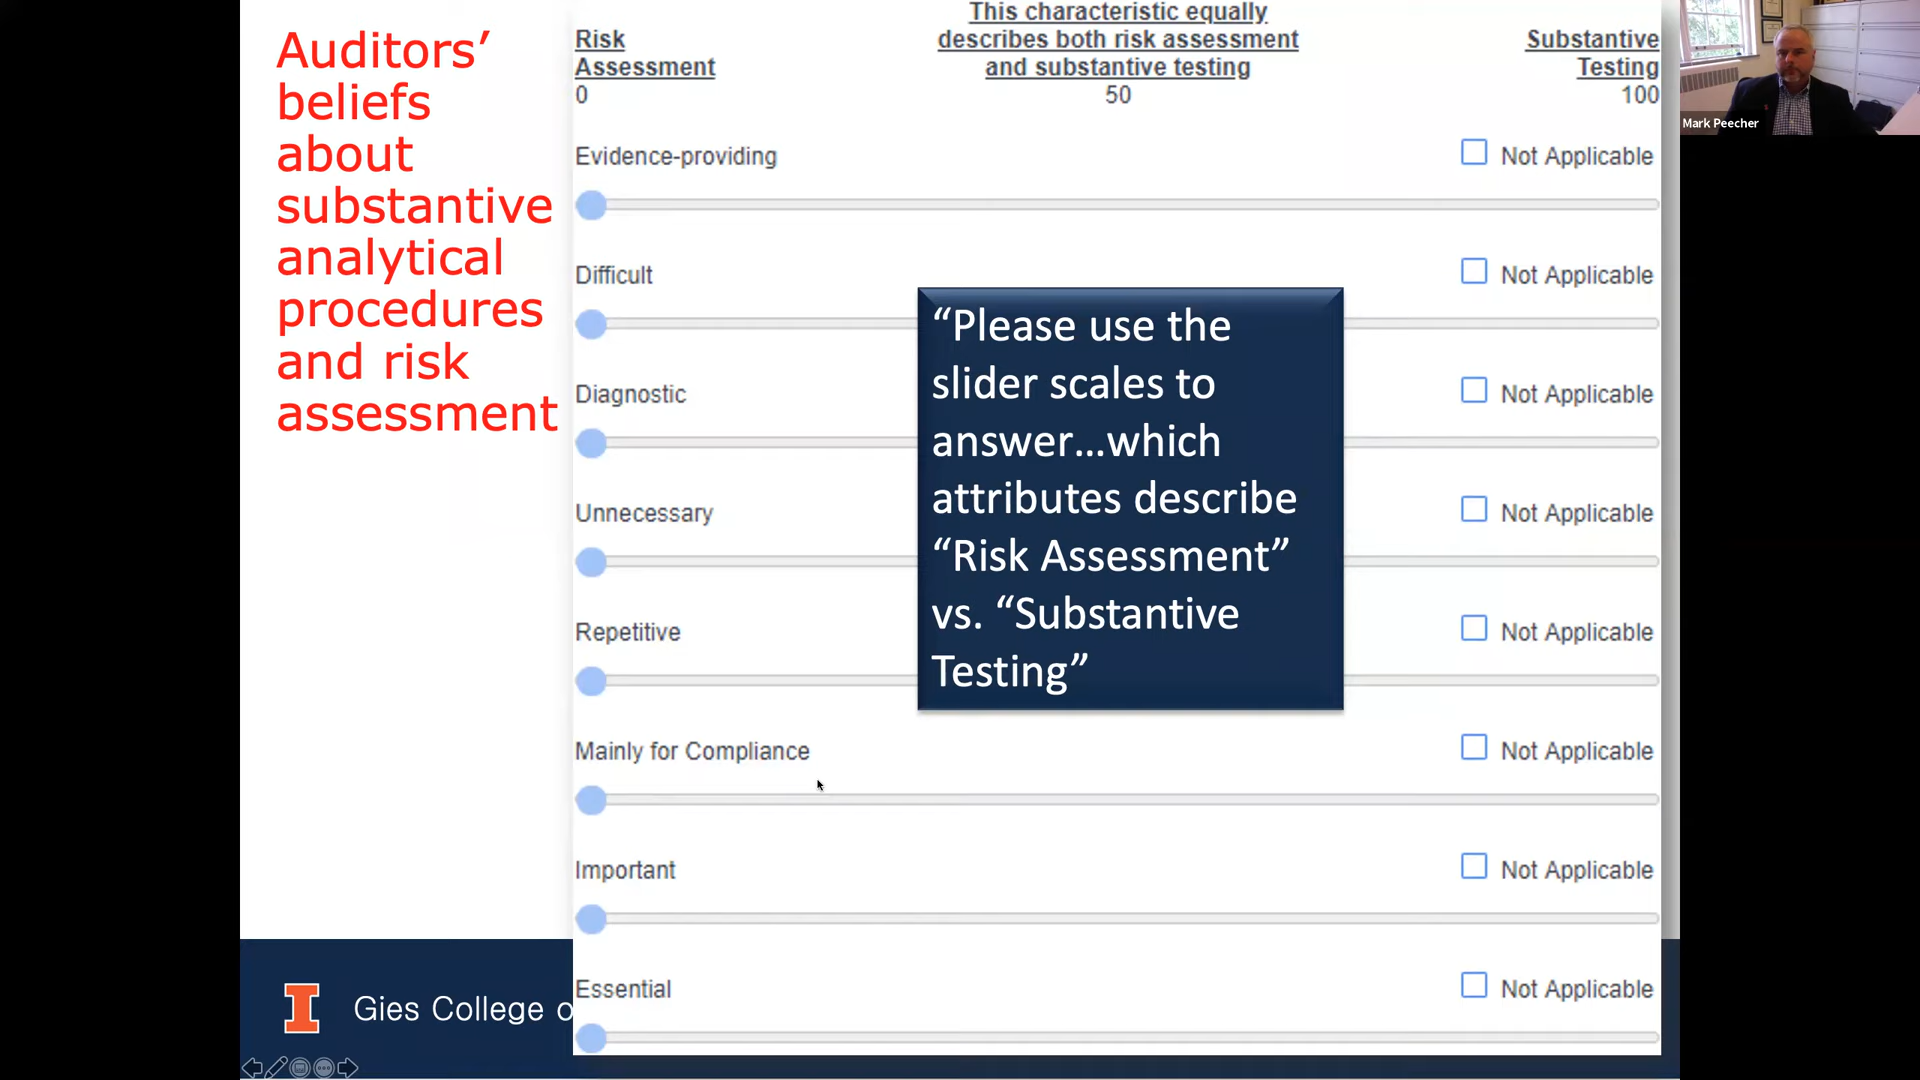 Auditors’
beliefs
about
substantive
analytical
procedures
and risk
assessment
Risk
Assessment
0
This characteristic equally
describes both risk assessment
and substantive testing
50
Substantive
Testing
100
Evidence-providing
Not Applicable
Difficult
Not Applicable
Diagnostic
Not Applicable
Unnecessary
Not Applicable
Repetitive
Not Applicable
Mainly for Compliance
Not Applicable
Important
Not Applicable
Essential
Not Applicable
“Please use the
slider scales to
answer...which
attributes describe
“Risk Assessment”
vs. “Substantive
Testing”
I
Gies College o
Mark Peecher